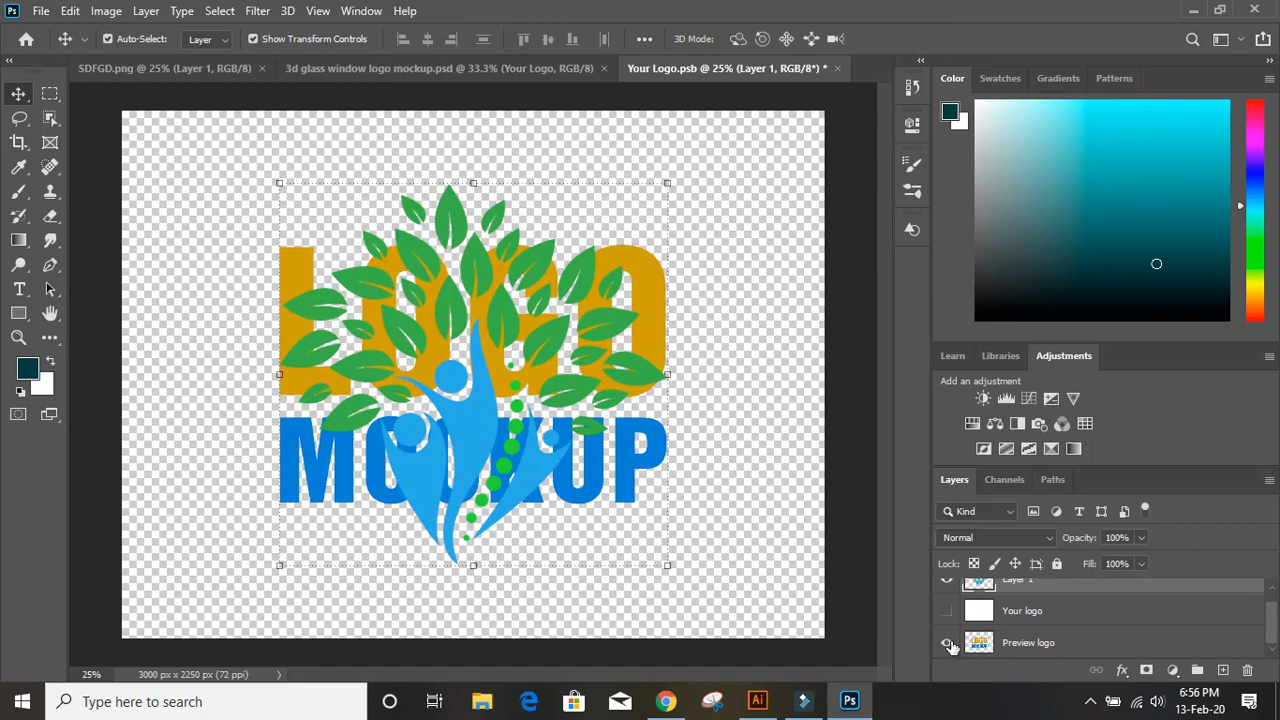 Ps File Edit Image Layer Type Select Filter 3D View Window Help
Auto-Select: Layer Show Transform Controls 3D Mode:
SDFGD.png @ 25% (Layer 1, RGB/8) 3d glass window logo mockup.psd @ 33.3% (Your Logo, RGB/8) Your Logo.psb @ 25% (Layer 1, RGB/8*) *
Color Swatches Gradients Patterns
LOGO
MOCKUP
Learn Libraries Adjustments
Add an adjustment
Layers Channels Paths
Kind
Normal Opacity: 100%
Lock: Fill: 100%
Layer 1
Your logo
Preview logo
25% 3000 px x 2250 px (72 ppi)
Type here to search
Ai Ps
6:56 PM
13-Feb-20